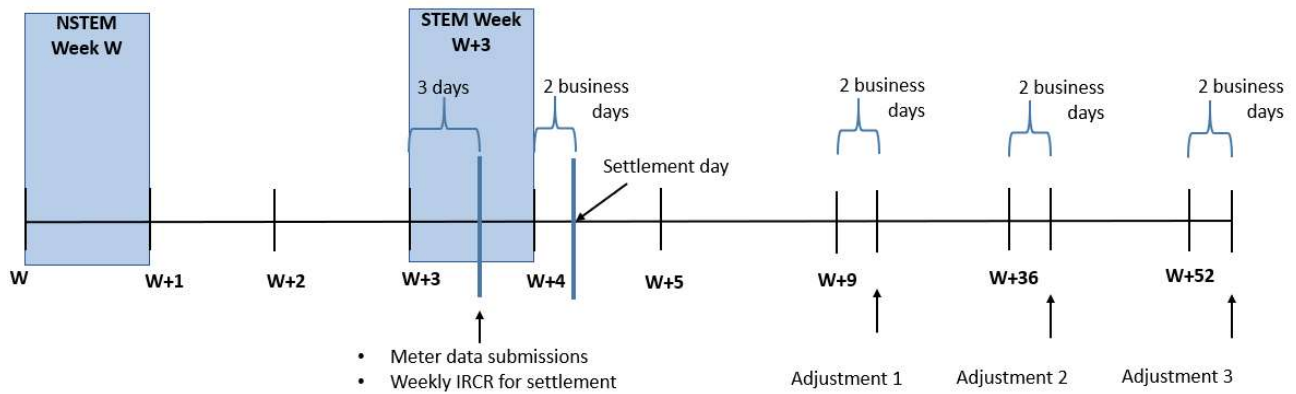 NSTEM
Week W
STEM Week
W+3
3 days
2 business
days
2 business
days
2 business
days
2 business
days
Settlement day
W
W+1
W+2
W+3
W+4
W+5
W+9
W+36
W+52
• Meter data submissions
• Weekly IRCR for settlement
Adjustment 1
Adjustment 2
Adjustment 3